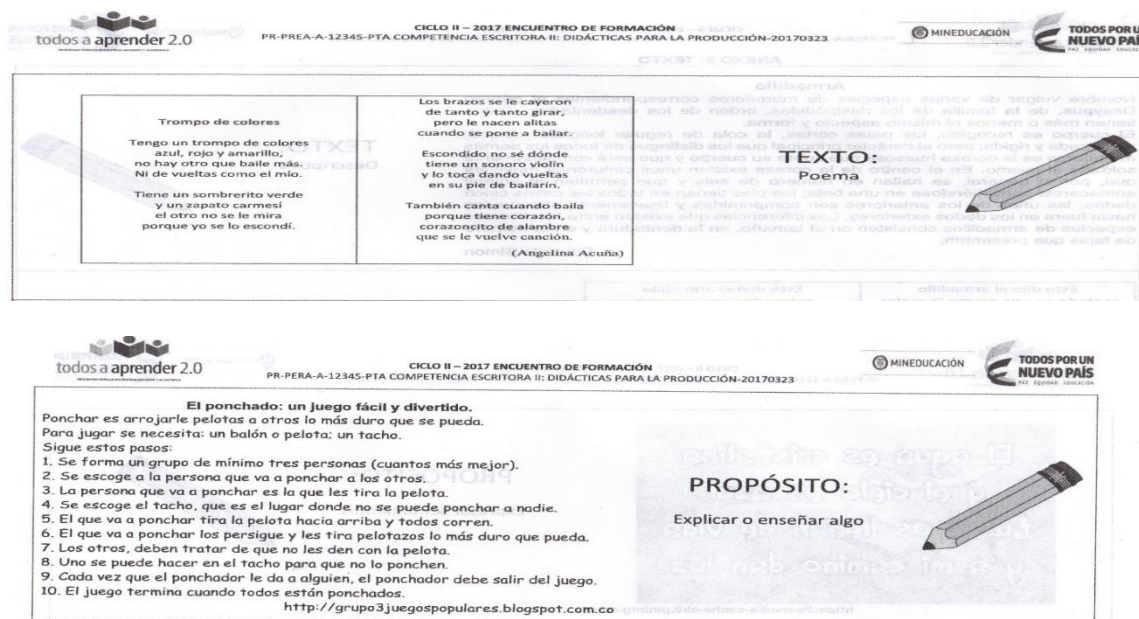 todos a aprender 2.0
CICLO II – 2017 ENCUENTRO DE FORMACIÓN
PR-PREA-A-12345-PTA COMPETENCIA ESCRITORA II: DIDÁCTICAS PARA LA PRODUCCIÓN-20170323
MINEDUCACIÓN
TODOS POR U
NUEVO PAÍ
PAZ EQUIDAD EDUCA
Trompo de colores
Tengo un trompo de colores
azul, rojo y amarillo,
no hay otro que baile más.
Ni de vueltas como el mío.
Tiene un sombrerito verde
y un zapato carmesí
el otro no se le mira
porque yo se lo escondí.
Los brazos se le cayeron
de tanto y tanto girar,
pero le nacen alitas
cuando se pone a bailar.
Escondido no sé dónde
tiene un sonoro violín
y lo toca dando vueltas
en su pie de bailarín.
También canta cuando baila
porque tiene corazón,
corazoncito de alambre
que se le vuelve canción.
(Angelina Acuña)
TEXTO:
Poema
todos a aprender 2.0
CICLO II – 2017 ENCUENTRO DE FORMACIÓN
PR-PERA-A-12345-PTA COMPETENCIA ESCRITORA II: DIDÁCTICAS PARA LA PRODUCCIÓN-20170323
MINEDUCACIÓN
TODOS POR UN
NUEVO PAÍS
PAZ EQUIDAD EDUCACIÓN
El ponchado: un juego fácil y divertido.
Ponchar es arrojarle pelotas a otros lo más duro que se pueda.
Para jugar se necesita: un balón o pelota; un tacho.
Sigue estos pasos:
1. Se forma un grupo de mínimo tres personas (cuantos más mejor).
2. Se escoge a la persona que va a ponchar a los otros.
3. La persona que va a ponchar es la que les tira la pelota.
4. Se escoge el tacho, que es el lugar donde no se puede ponchar a nadie.
5. El que va a ponchar tira la pelota hacia arriba y todos corren.
6. El que va a ponchar los persigue y les tira pelotazos lo más duro que pueda.
7. Los otros, deben tratar de que no les den con la pelota.
8. Uno se puede hacer en el tacho para que no lo ponchen.
9. Cada vez que el ponchador le da a alguien, el ponchador debe salir del juego.
10. El juego termina cuando todos están ponchados.
http://grupo3juegospopulares.blogspot.com.co
PROPÓSITO:
Explicar o enseñar algo